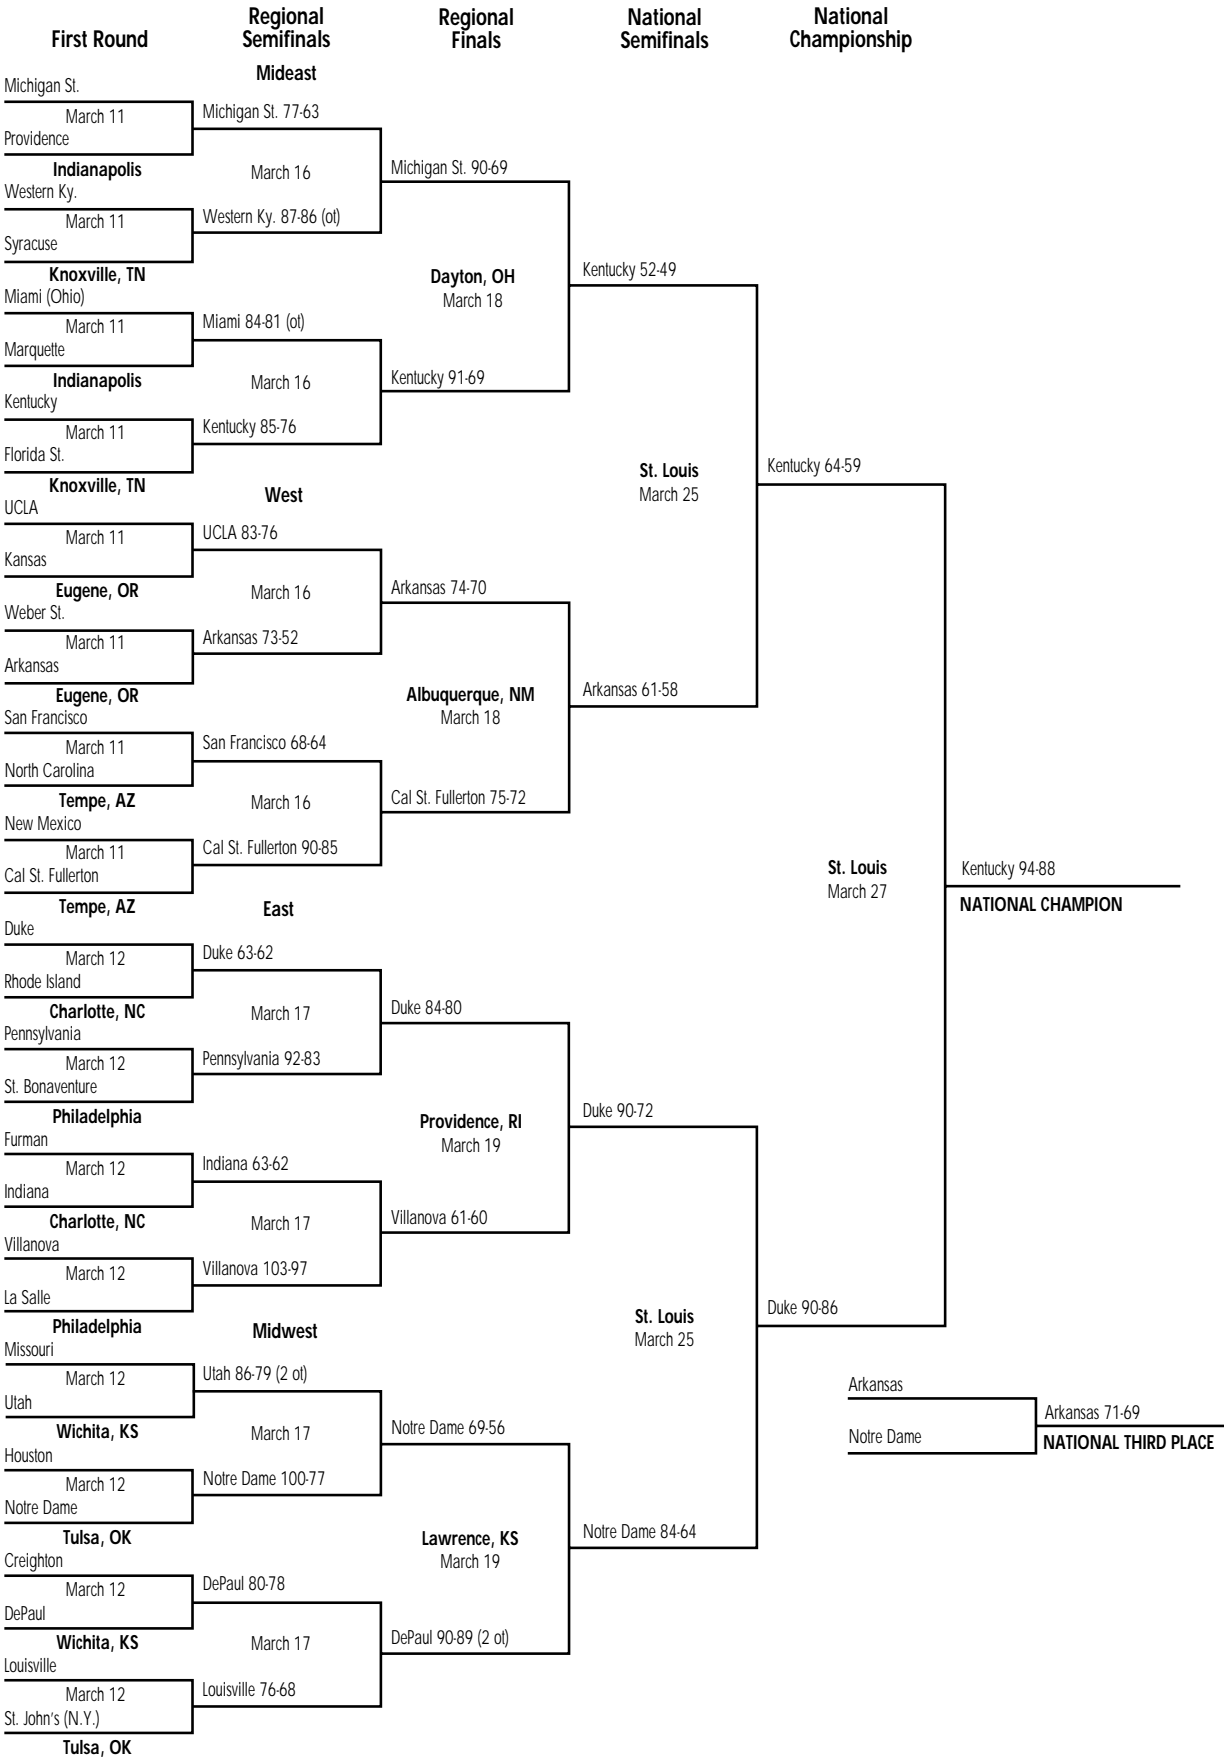 First Round
Regional
Semifinals
Regional
Finals
National
Semifinals
National
Championship
Mideast
Michigan St.
March 11
Providence
Indianapolis
Western Ky.
March 11
Syracuse
Knoxville, TN
Miami (Ohio)
March 11
Marquette
Indianapolis
Kentucky
March 11
Florida St.
Knoxville, TN
Michigan St. 77-63
March 16
Western Ky. 87-86 (ot)
Miami 84-81 (ot)
March 16
Kentucky 85-76
Michigan St. 90-69
Dayton, OH
March 18
Kentucky 91-69
Kentucky 52-49
West
UCLA
March 11
Kansas
Eugene, OR
Weber St.
March 11
Arkansas
Eugene, OR
San Francisco
March 11
North Carolina
Tempe, AZ
New Mexico
March 11
Cal St. Fullerton
Tempe, AZ
UCLA 83-76
March 16
Arkansas 73-52
San Francisco 68-64
March 16
Cal St. Fullerton 90-85
Arkansas 74-70
Albuquerque, NM
March 18
Cal St. Fullerton 75-72
Arkansas 61-58
St. Louis
March 25
Kentucky 64-59
East
Duke
March 12
Rhode Island
Charlotte, NC
Pennsylvania
March 12
St. Bonaventure
Philadelphia
Furman
March 12
Indiana
Charlotte, NC
Villanova
March 12
La Salle
Philadelphia
Duke 63-62
March 17
Pennsylvania 92-83
Indiana 63-62
March 17
Villanova 103-97
Duke 84-80
Providence, RI
March 19
Villanova 61-60
Duke 90-72
Midwest
Missouri
March 12
Utah
Wichita, KS
Houston
March 12
Notre Dame
Tulsa, OK
Creighton
March 12
DePaul
Wichita, KS
Louisville
March 12
St. John's (N.Y.)
Tulsa, OK
Utah 86-79 (2 ot)
March 17
Notre Dame 100-77
DePaul 80-78
March 17
Louisville 76-68
Notre Dame 69-56
Lawrence, KS
March 19
DePaul 90-89 (2 ot)
Notre Dame 84-64
St. Louis
March 25
Duke 90-86
St. Louis
March 27
Kentucky 94-88
NATIONAL CHAMPION
Arkansas
Notre Dame
Arkansas 71-69
NATIONAL THIRD PLACE